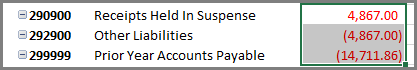 290900 Receipts Held In Suspense 4,867.00
292900 Other Liabilities (4,867.00)
299999 Prior Year Accounts Payable (14,711.86)